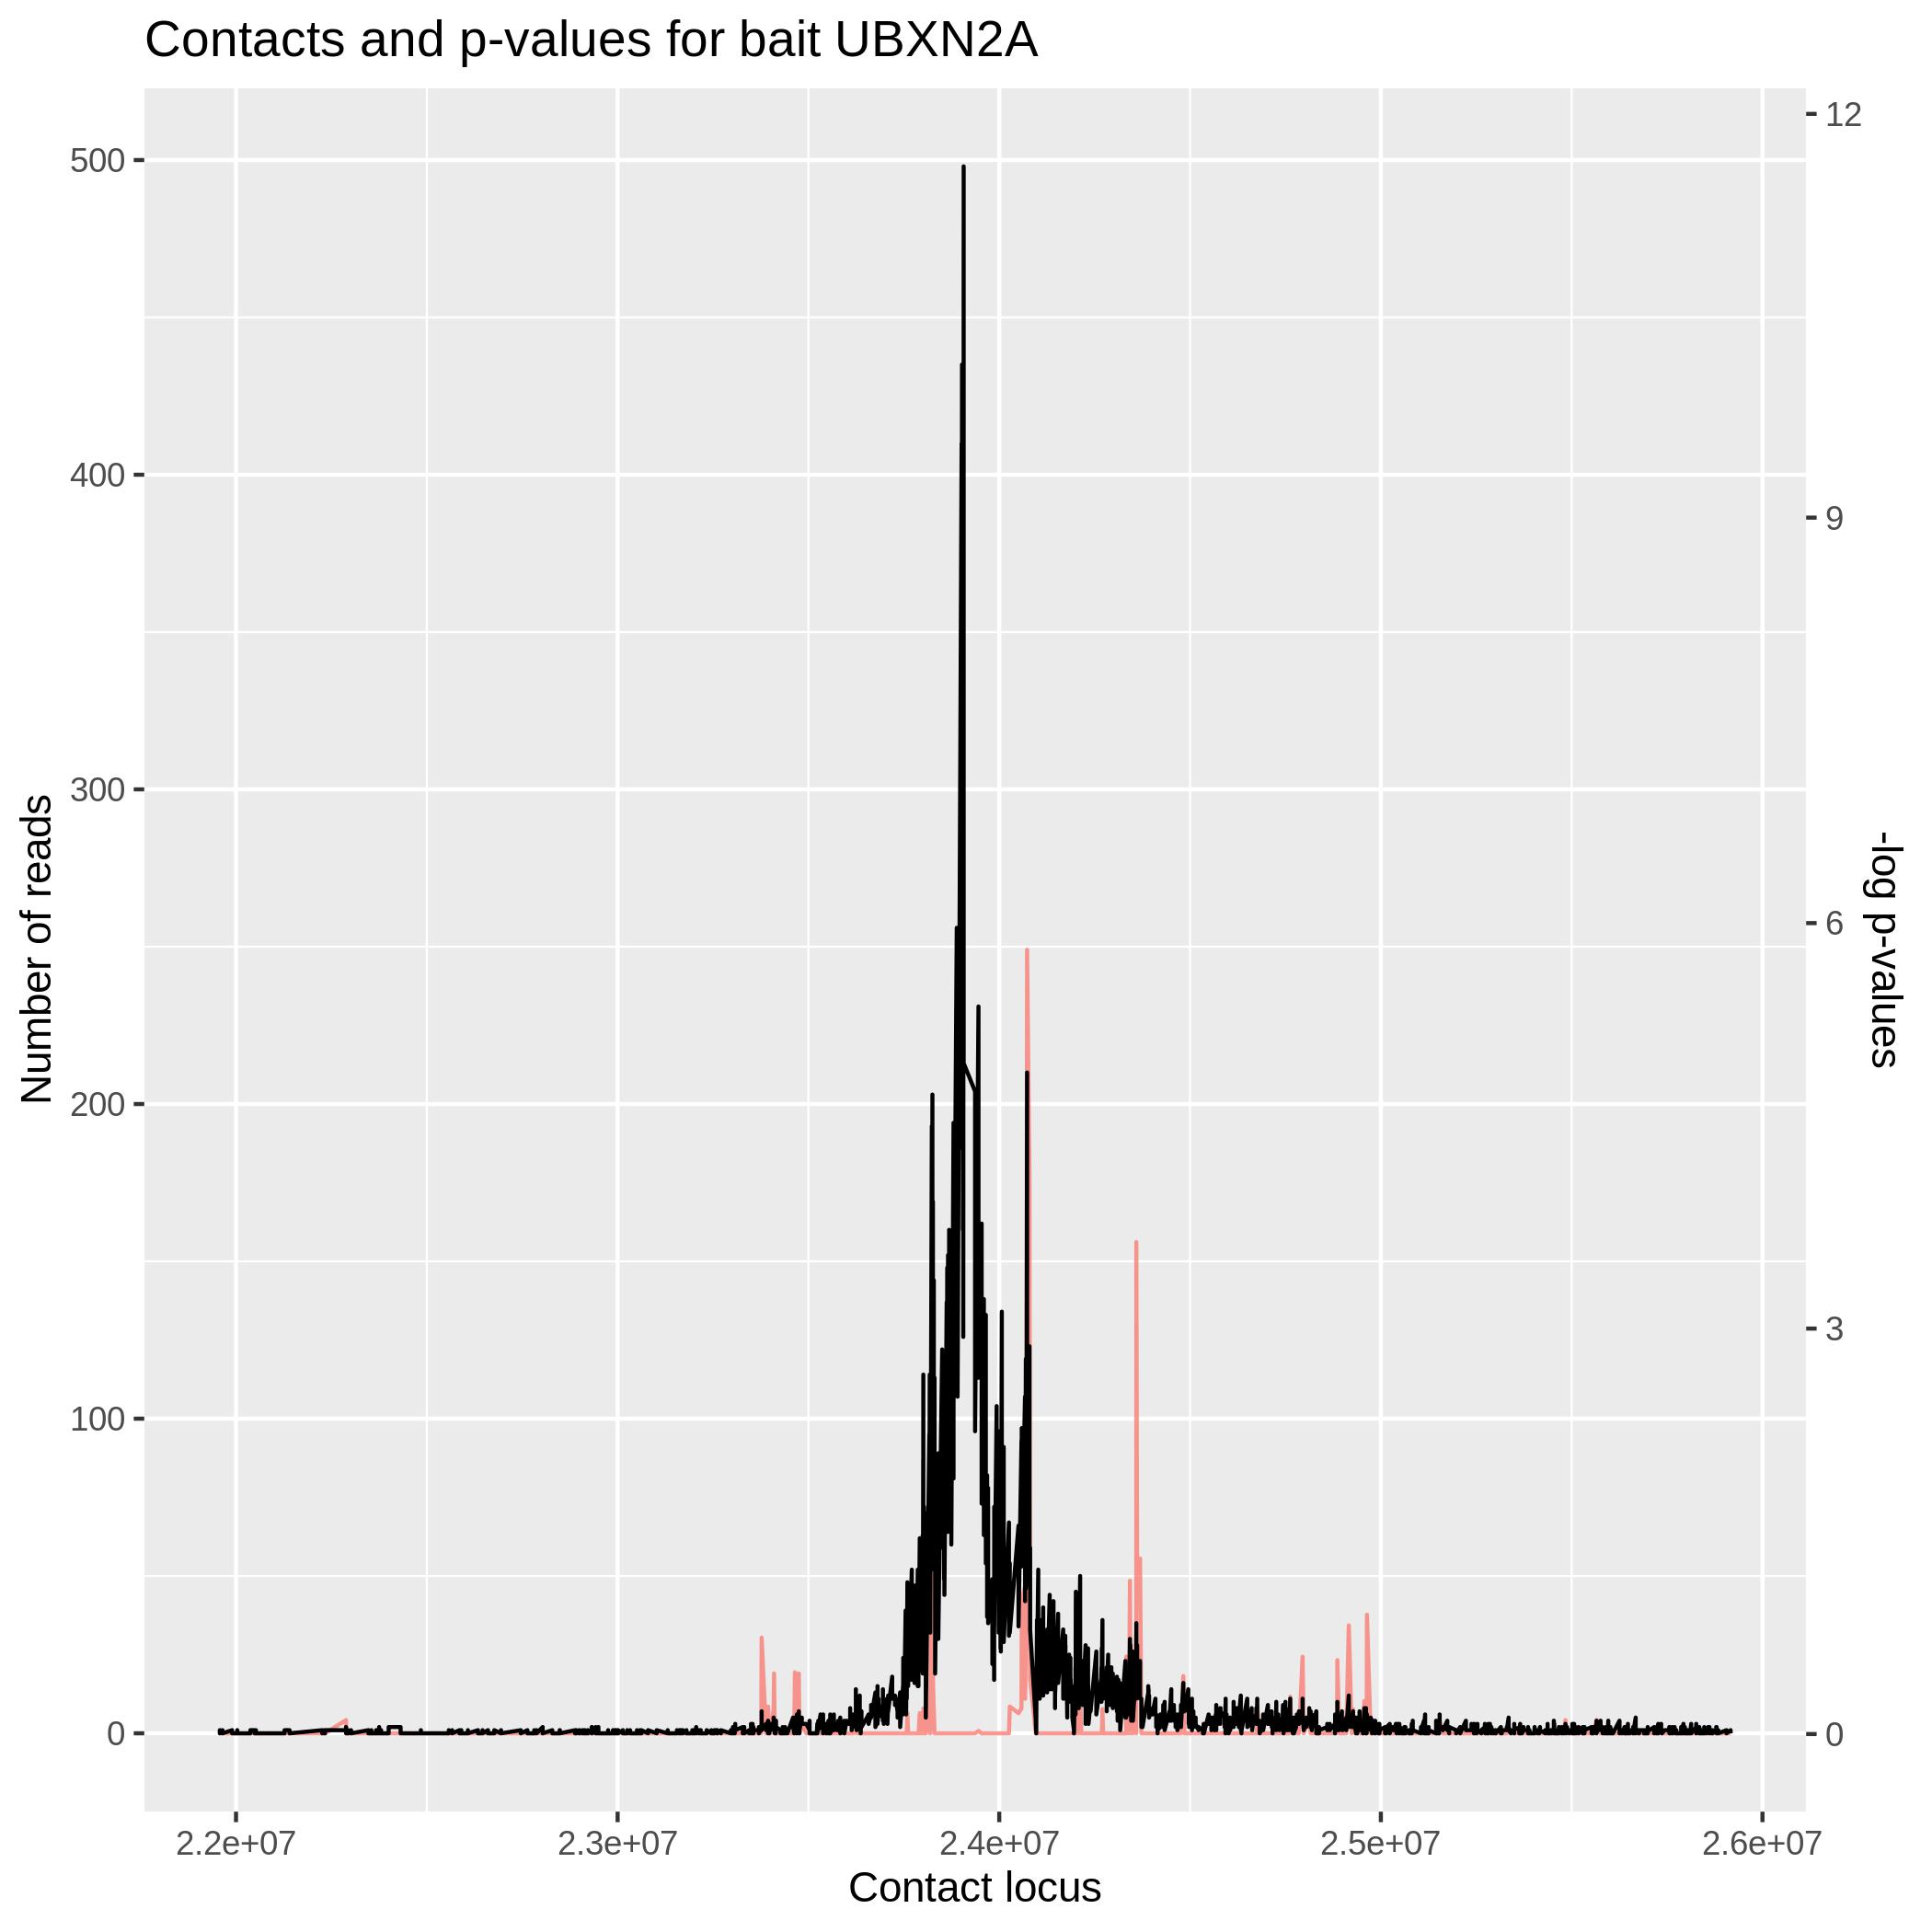 Contacts and p-values for bait UBXN2A
500
400
300
200
100
0
Number of reads
12
9
6
3
0
-log p-values
2.2e+07
2.3e+07
2.4e+07
2.5e+07
2.6e+07
Contact locus